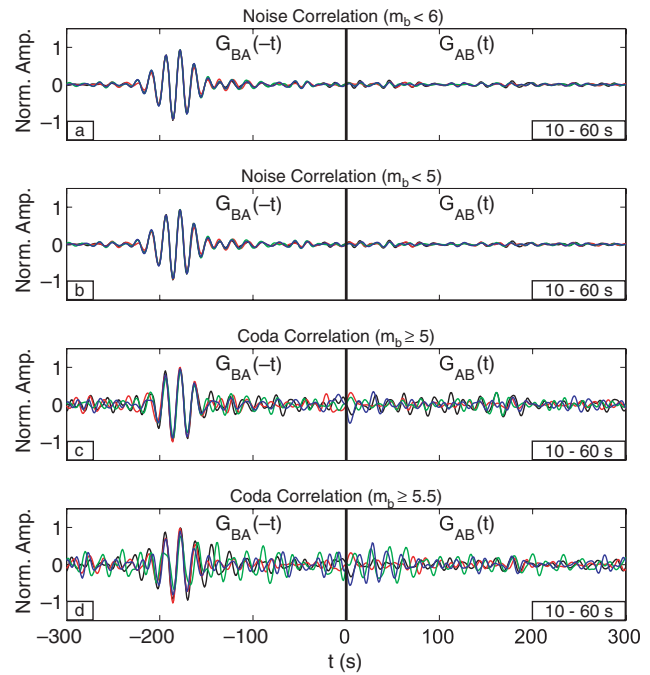 Noise Correlation (m_b < 6)
Norm. Amp.
1
0
−1
G_BA(−t)
G_AB(t)
a
10 - 60 s
Noise Correlation (m_b < 5)
Norm. Amp.
1
0
−1
G_BA(−t)
G_AB(t)
b
10 - 60 s
Coda Correlation (m_b ≥ 5)
Norm. Amp.
1
0
−1
G_BA(−t)
G_AB(t)
c
10 - 60 s
Coda Correlation (m_b ≥ 5.5)
Norm. Amp.
1
0
−1
G_BA(−t)
G_AB(t)
d
10 - 60 s
−300 −200 −100 0 100 200 300
t (s)